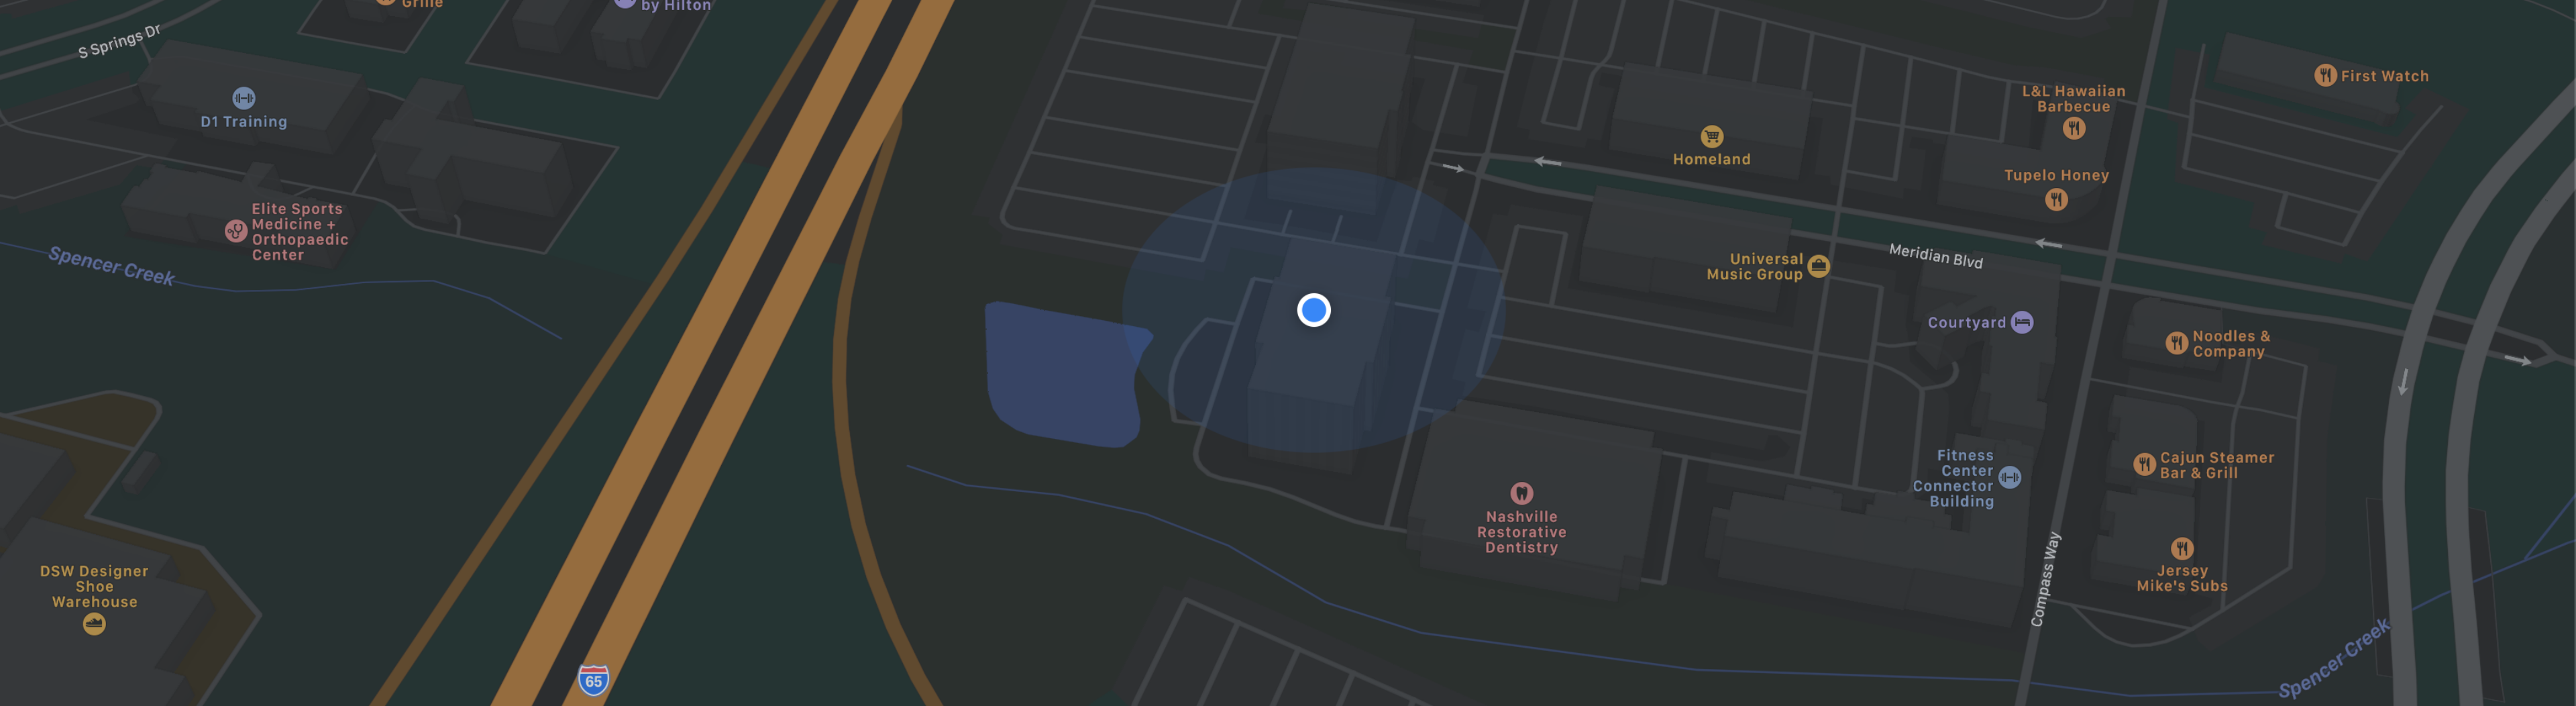 Grille
by Hilton
S Springs Dr
D1 Training
Elite Sports
Medicine +
Orthopaedic
Center
Spencer Creek
DSW Designer
Shoe
Warehouse
65
Homeland
L&L Hawaiian
Barbecue
Tupelo Honey
First Watch
Universal
Music Group
Meridian Blvd
Courtyard
Noodles &
Company
Fitness
Center
Connector
Building
Cajun Steamer
Bar & Grill
Nashville
Restorative
Dentistry
Compass Way
Jersey
Mike's Subs
Spencer Creek